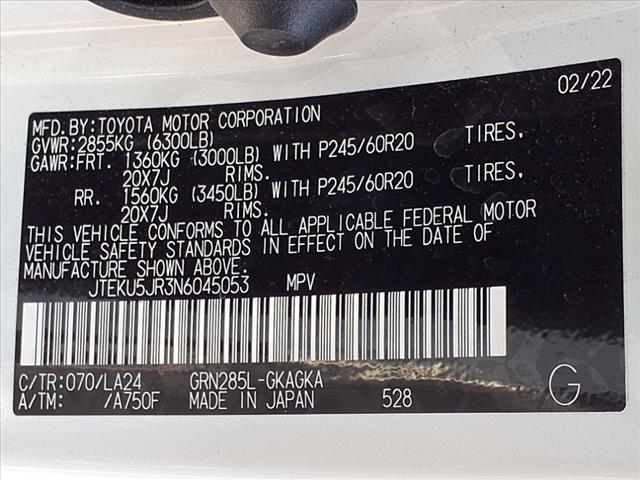 MFD.BY:TOYOTA MOTOR CORPORATION 02/22
GVWR:2855KG (6300LB)
GAWR:FRT. 1360KG (3000LB) WITH P245/60R20 TIRES,
20X7J RIMS.
RR. 1560KG (3450LB) WITH P245/60R20 TIRES,
20X7J RIMS.
THIS VEHICLE CONFORMS TO ALL APPLICABLE FEDERAL MOTOR
VEHICLE SAFETY STANDARDS IN EFFECT ON THE DATE OF
MANUFACTURE SHOWN ABOVE.
JTEKU5JR3N6045053 MPV
C/TR:070/LA24 GRN285L-GKAGKA
A/TM: /A750F MADE IN JAPAN 528 G